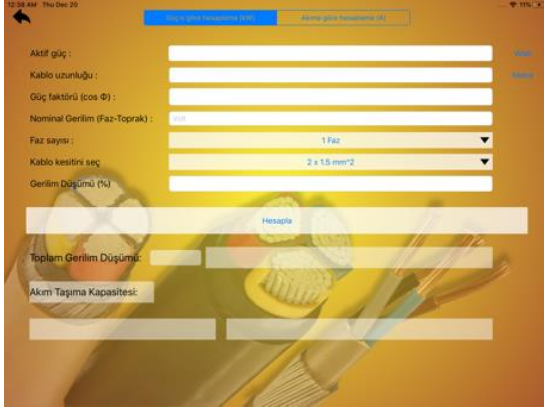 12:38 AM Thu Dec 20
11%
Güç'e göre hesaplama (kW)
Akıma göre hesaplama (A)
Aktif güç :
Watt
Kablo uzunluğu :
Metre
Güç faktörü (cos Φ) :
Nominal Gerilim (Faz-Toprak) :
Volt
Faz sayısı :
1 Faz
Kablo kesitini seç
2 x 1.5 mm^2
Gerilim Düşümü (%)
Hesapla
Toplam Gerilim Düşümü:
Akım Taşıma Kapasitesi: